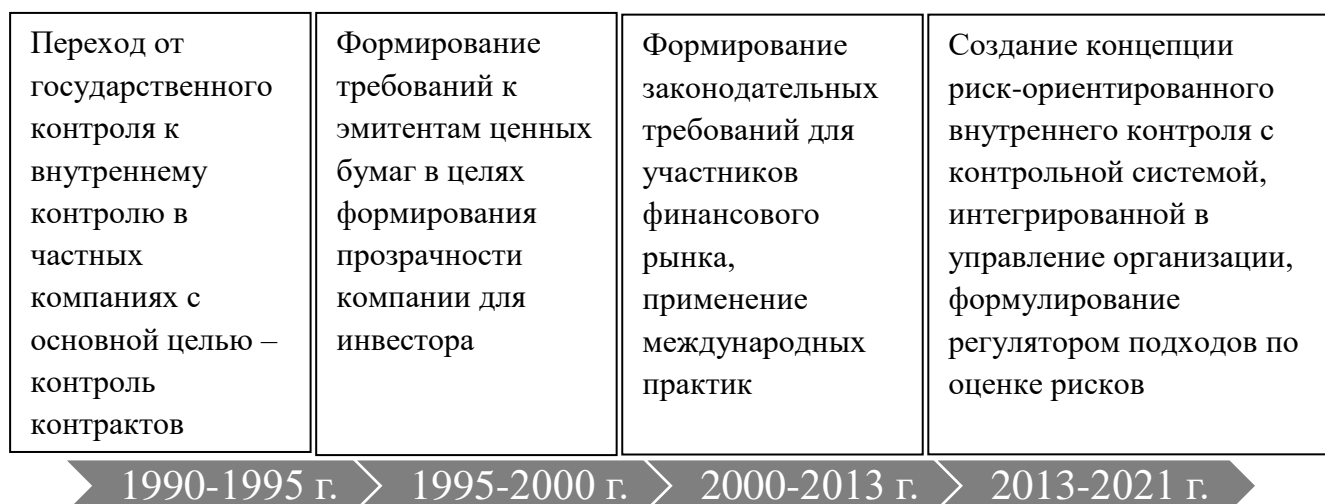 Переход от
государственного
контроля к
внутреннему
контролю в
частных
компаниях с
основной целью –
контроль
контрактов
Формирование
требований к
эмитентам ценных
бумаг в целях
формирования
прозрачности
компании для
инвестора
Формирование
законодательных
требований для
участников
финансового
рынка,
применение
международных
практик
Создание концепции
риск-ориентированного
внутреннего контроля с
контрольной системой,
интегрированной в
управление организации,
формулирование
регулятором подходов по
оценке рисков
1990-1995 г.
1995-2000 г.
2000-2013 г.
2013-2021 г.